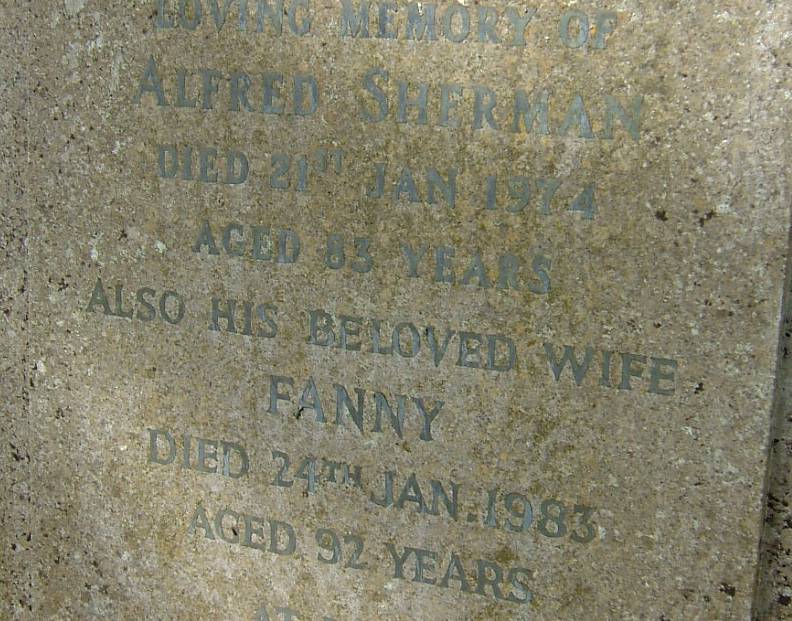 LOVING MEMORY OF
ALFRED SHERMAN
DIED 21ST JAN 1974
AGED 83 YEARS
ALSO HIS BELOVED WIFE
FANNY
DIED 24TH JAN. 1983
AGED 92 YEARS
AT